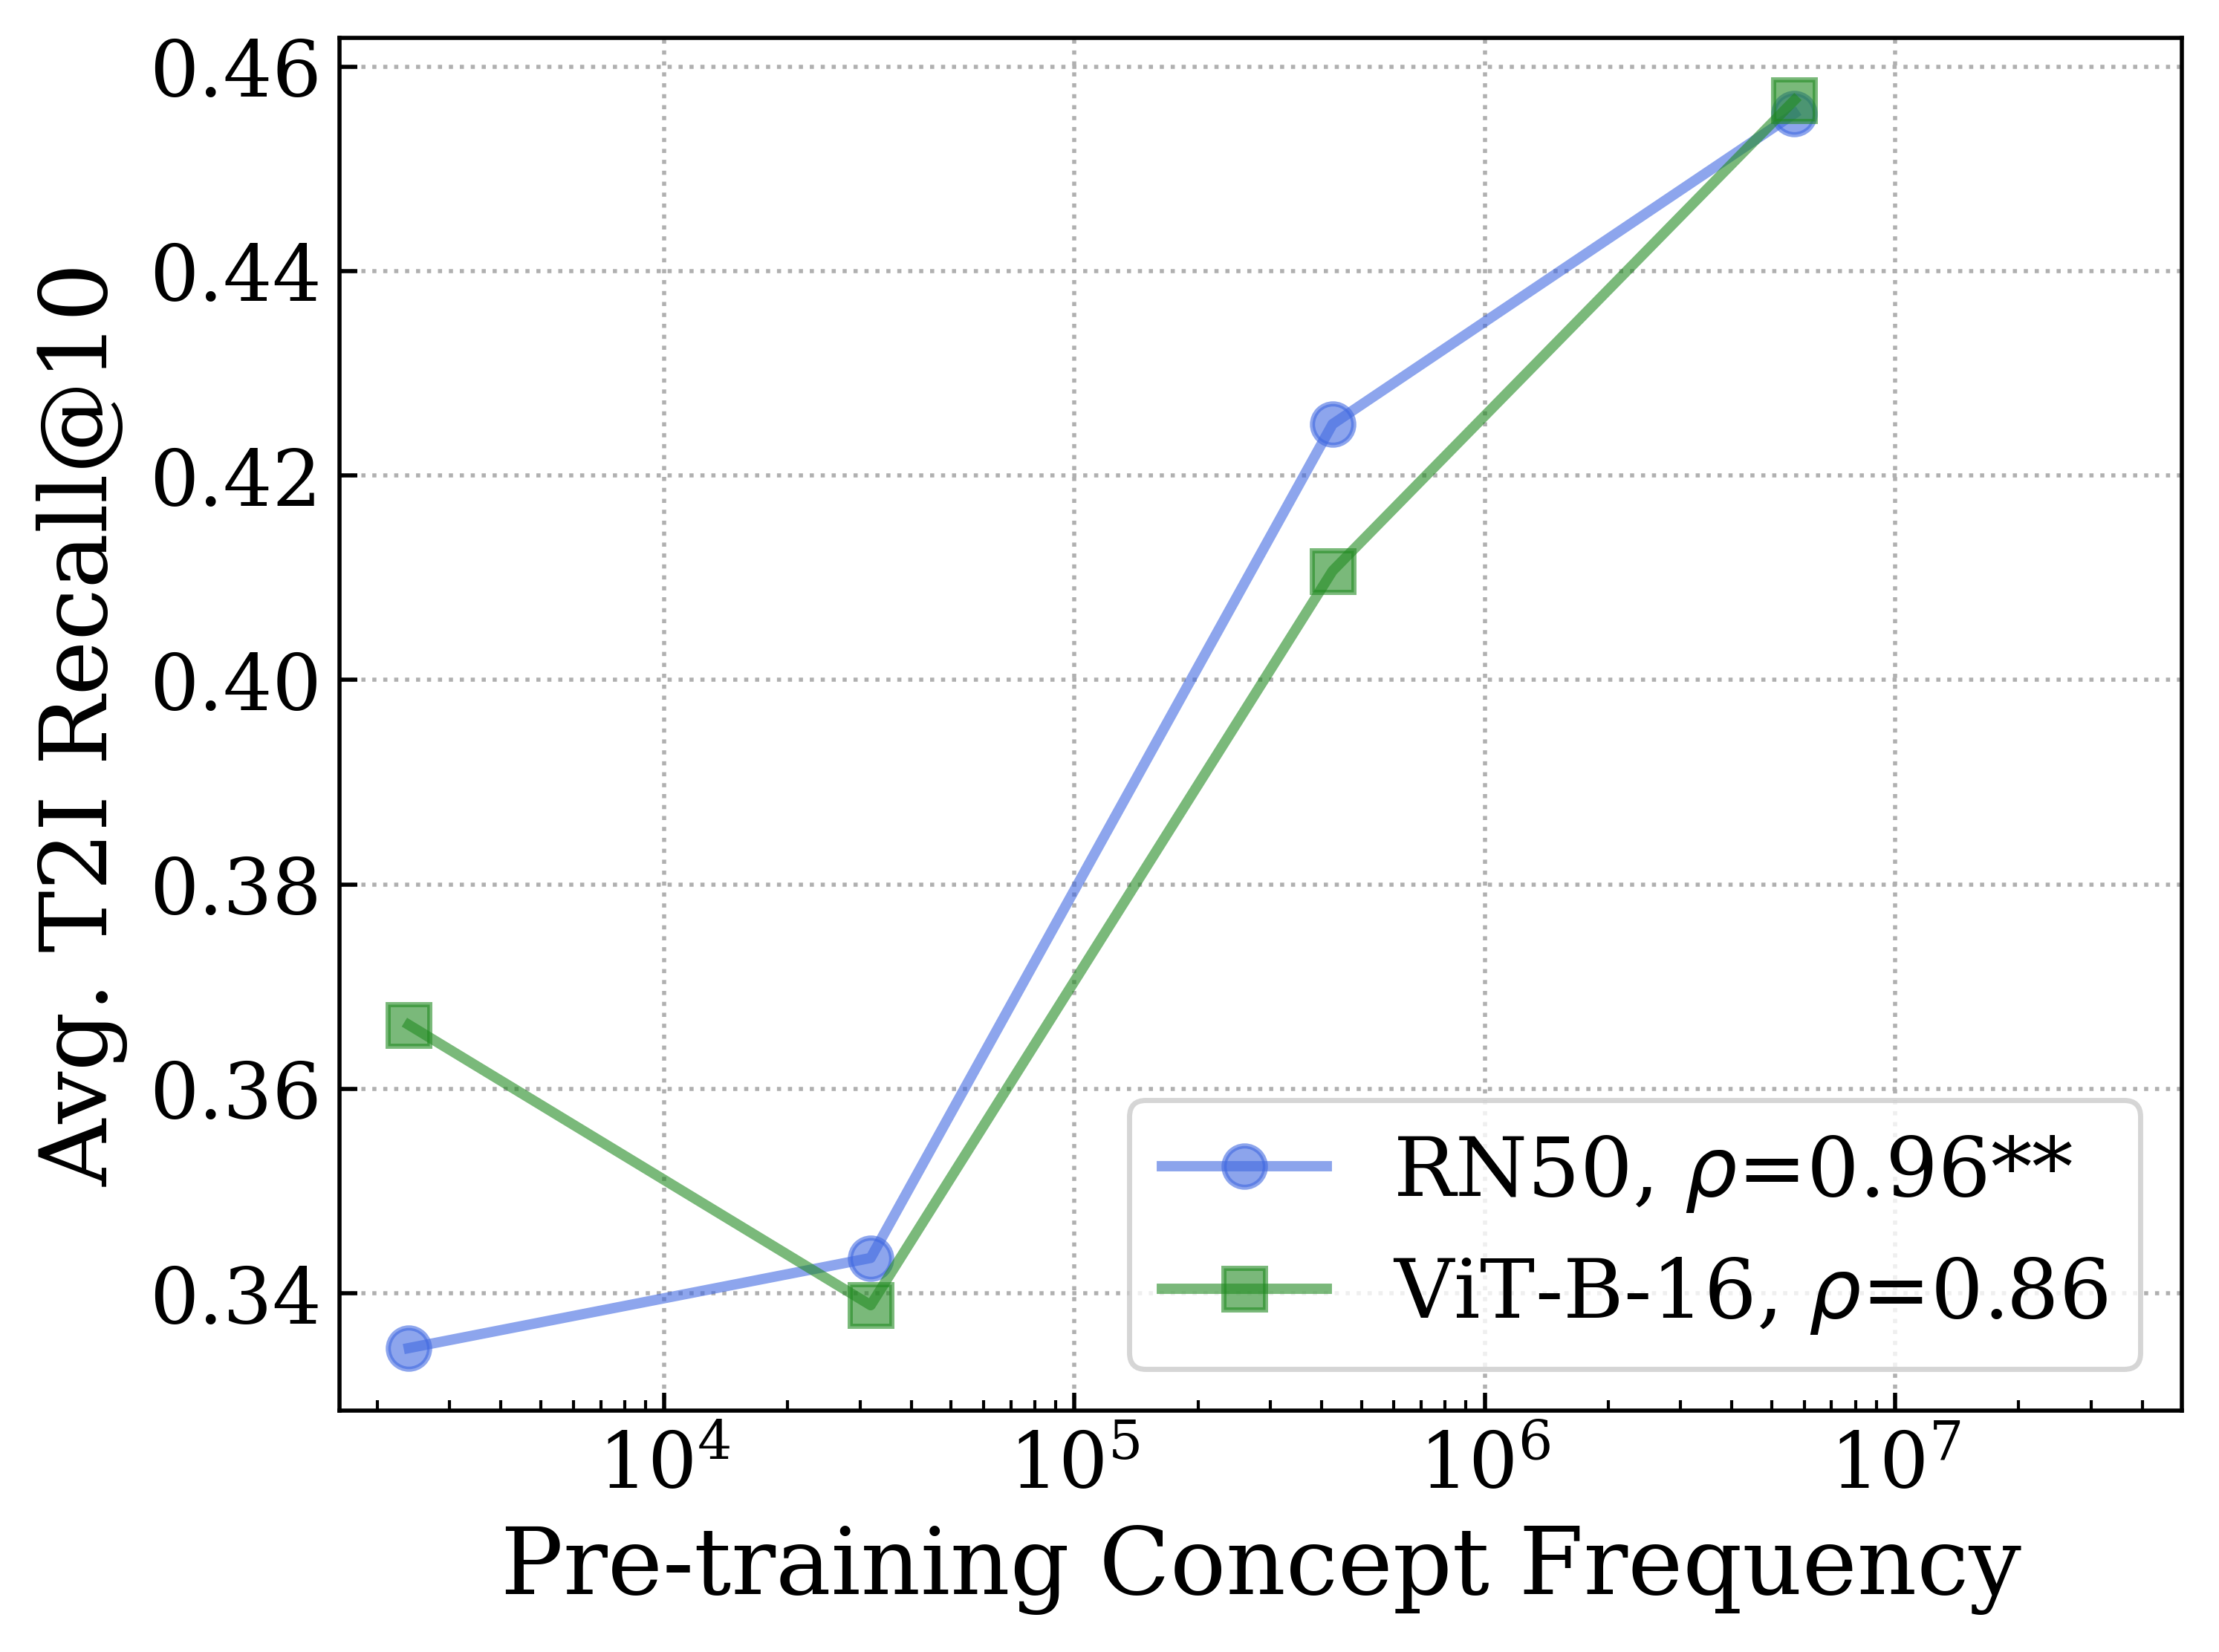 0.46
0.44
0.42
0.40
0.38
0.36
0.34
Avg. T2I Recall@10
RN50, ρ=0.96**
ViT-B-16, ρ=0.86
10⁴
10⁵
10⁶
10⁷
Pre-training Concept Frequency